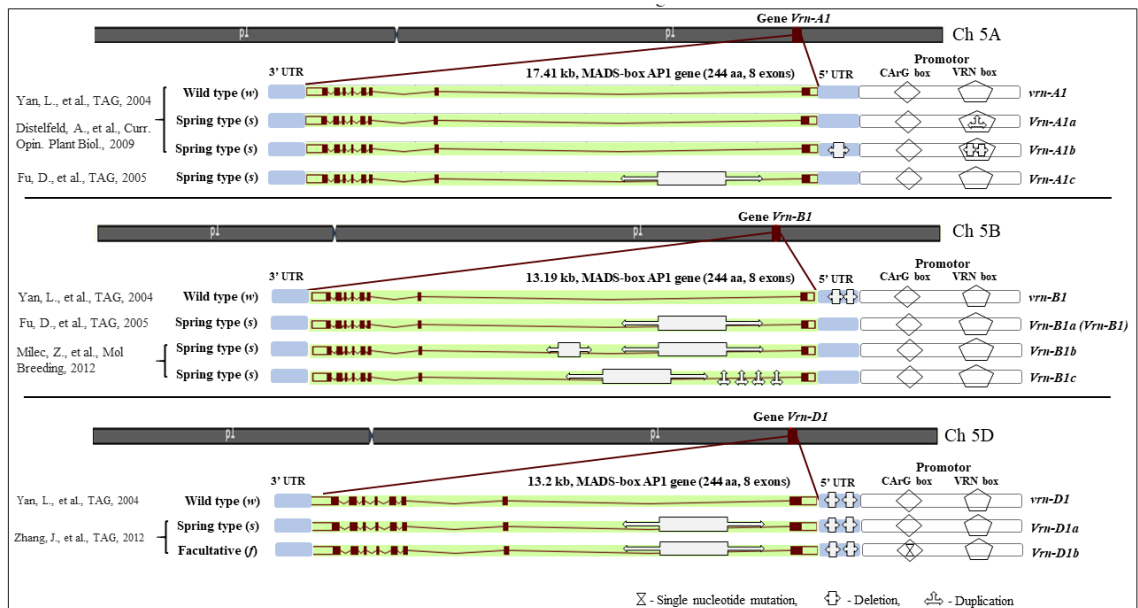 p1 p1 Gene Vrn-A1 Ch 5A
3' UTR 17.41 kb, MADS-box AP1 gene (244 aa, 8 exons) 5' UTR Promotor
CArG box VRN box
Yan, L., et al., TAG, 2004
Distelfeld, A., et al., Curr.
Opin. Plant Biol., 2009
Wild type (w) vrn-A1
Spring type (s) Vrn-A1a
Spring type (s) Vrn-A1b
Fu, D., et al., TAG, 2005 Spring type (s) Vrn-A1c
p1 p1 Gene Vrn-B1 Ch 5B
3' UTR 13.19 kb, MADS-box AP1 gene (244 aa, 8 exons) 5' UTR Promotor
CArG box VRN box
Yan, L., et al., TAG, 2004 Wild type (w) vrn-B1
Fu, D., et al., TAG, 2005 Spring type (s) Vrn-B1a (Vrn-B1)
Milec, Z., et al., Mol
Breeding, 2012
Spring type (s) Vrn-B1b
Spring type (s) Vrn-B1c
p1 p1 Gene Vrn-D1 Ch 5D
3' UTR 13.2 kb, MADS-box AP1 gene (244 aa, 8 exons) 5' UTR Promotor
CArG box VRN box
Yan, L., et al., TAG, 2004 Wild type (w) vrn-D1
Zhang, J., et al., TAG, 2012
Spring type (s) Vrn-D1a
Facultative (f) Vrn-D1b
- Single nucleotide mutation, - Deletion, - Duplication